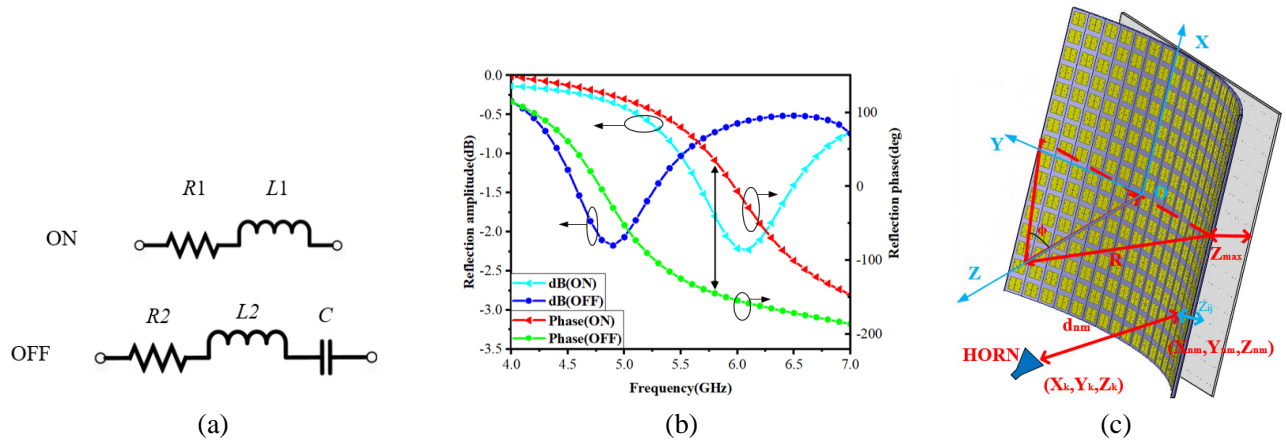 R1
L1
ON
R2
L2
C
OFF
(a)
0.0
-0.5
-1.0
-1.5
-2.0
-2.5
-3.0
-3.5
Reflection amplitude(dB)
100
0
-100
-200
Reflection phase(deg)
dB(ON)
dB(OFF)
Phase(ON)
Phase(OFF)
4.0 4.5 5.0 5.5 6.0 6.5 7.0
Frequency(GHz)
(b)
X
Y
O
ϕ
Z
R
Zmax
Zij
dnm
(Xnm,Ynm,Znm)
HORN
(Xk,Yk,Zk)
(c)